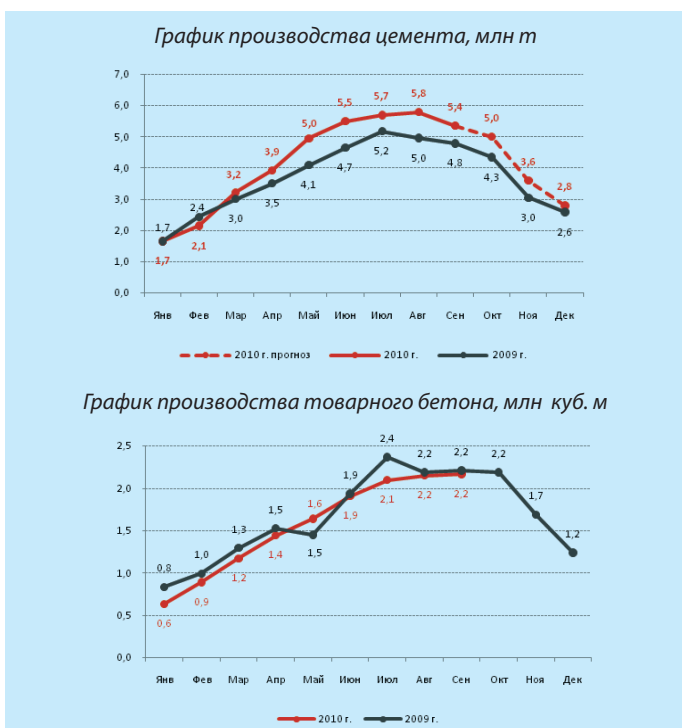 График производства цемента, млн т
7,0
6,0
5,0
4,0
3,0
2,0
1,0
0,0
1,7 2,1 3,2 3,9 5,0 5,5 5,7 5,8 5,4 5,0 3,6 2,8
1,7 2,4 3,0 3,5 4,1 4,7 5,2 5,0 4,8 4,3 3,0 2,6
Янв Фев Мар Апр Май Июн Июл Авг Сен Окт Ноя Дек
2010 г. прогноз 2010 г. 2009 г.
График производства товарного бетона, млн куб. м
2,5
2,0
1,5
1,0
0,5
0,0
0,8 1,0 1,3 1,5 1,5 1,9 2,4 2,2 2,2 2,2 1,7 1,2
0,6 0,9 1,2 1,4 1,6 1,9 2,1 2,2 2,2
Янв Фев Мар Апр Май Июн Июл Авг Сен Окт Ноя Дек
2010 г. 2009 г.